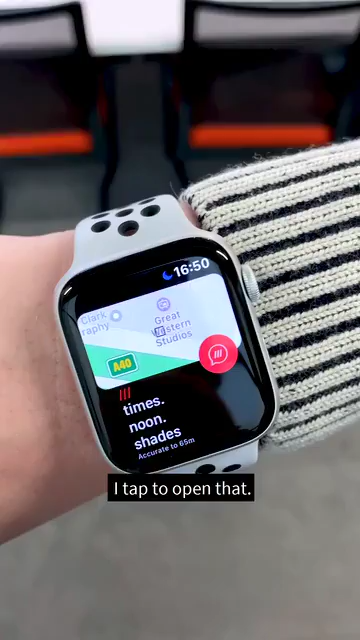 16:50
Clark
raphy
Great
Western
Studios
A40
///
times.
noon.
shades
Accurate to 65m
I tap to open that.